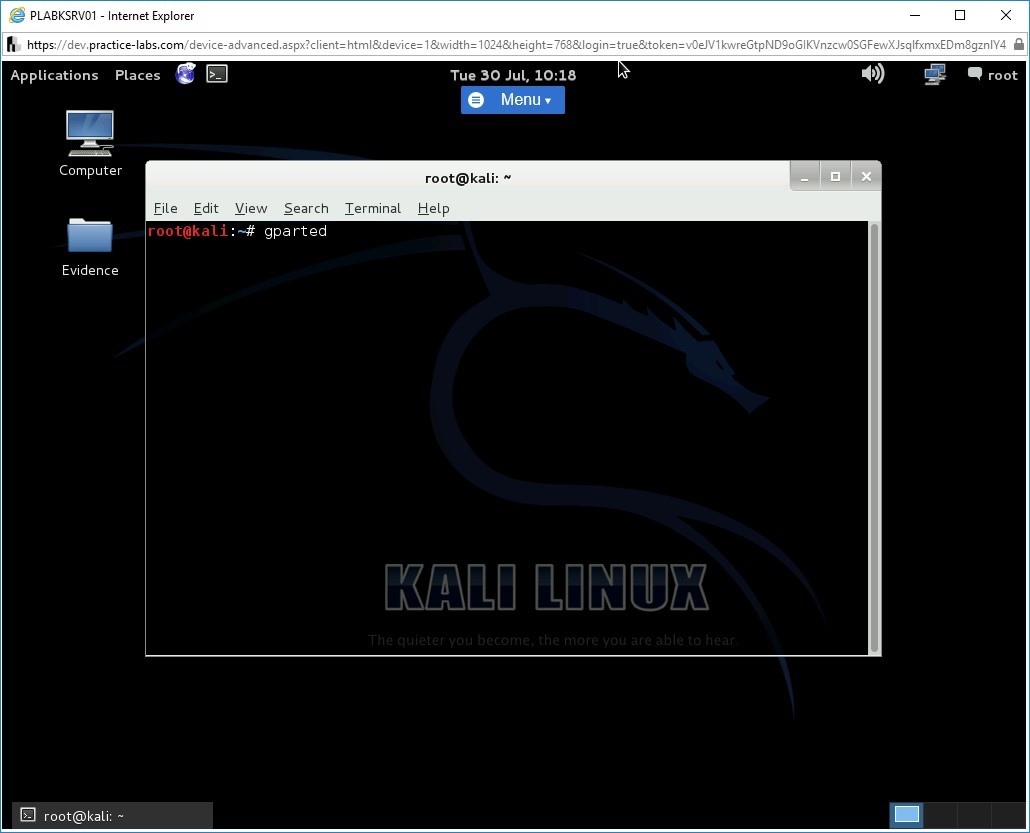 PLABKSRV01 - Internet Explorer
https://dev.practice-labs.com/device-advanced.aspx?client=html&device=1&width=1024&height=768&login=true&token=v0eJV1kwreGtpND9oGlKVnzcw0SGFewXJsqIfxmxEDm8gznIY4
Applications Places Tue 30 Jul, 10:18 root
Menu
Computer
Evidence
root@kali: ~
File Edit View Search Terminal Help
root@kali:~# gparted
KALI LINUX
The quieter you become, the more you are able to hear.
root@kali: ~